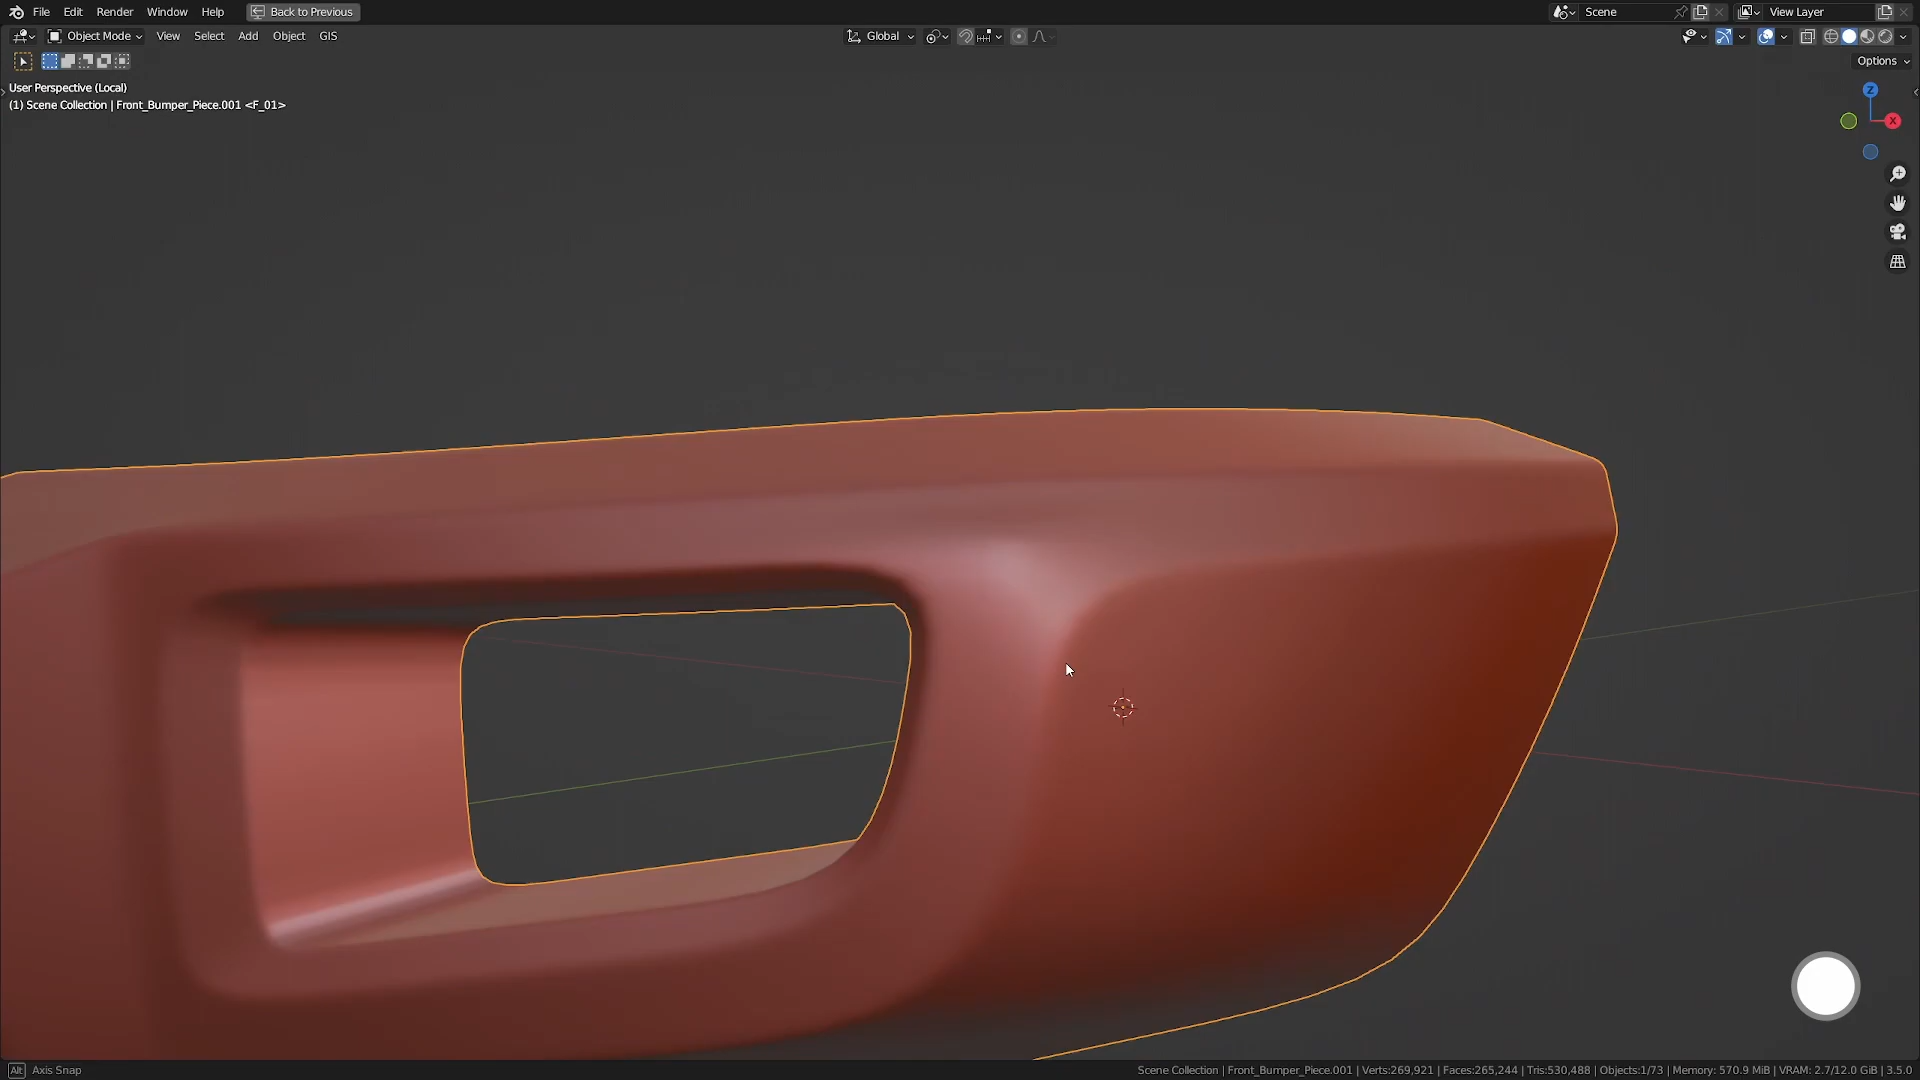 File Edit Render Window Help Back to Previous Scene View Layer
Object Mode View Select Add Object GIS Global
Options
User Perspective (Local)
(1) Scene Collection | Front_Bumper_Piece.001 <F_01>
Z
X
Alt Axis Snap Scene Collection | Front_Bumper_Piece.001 | Verts:269,921 | Faces:265,244 | Tris:530,488 | Objects:1/73 | Memory: 570.9 MiB | VRAM: 2.7/12.0 GiB | 3.5.0